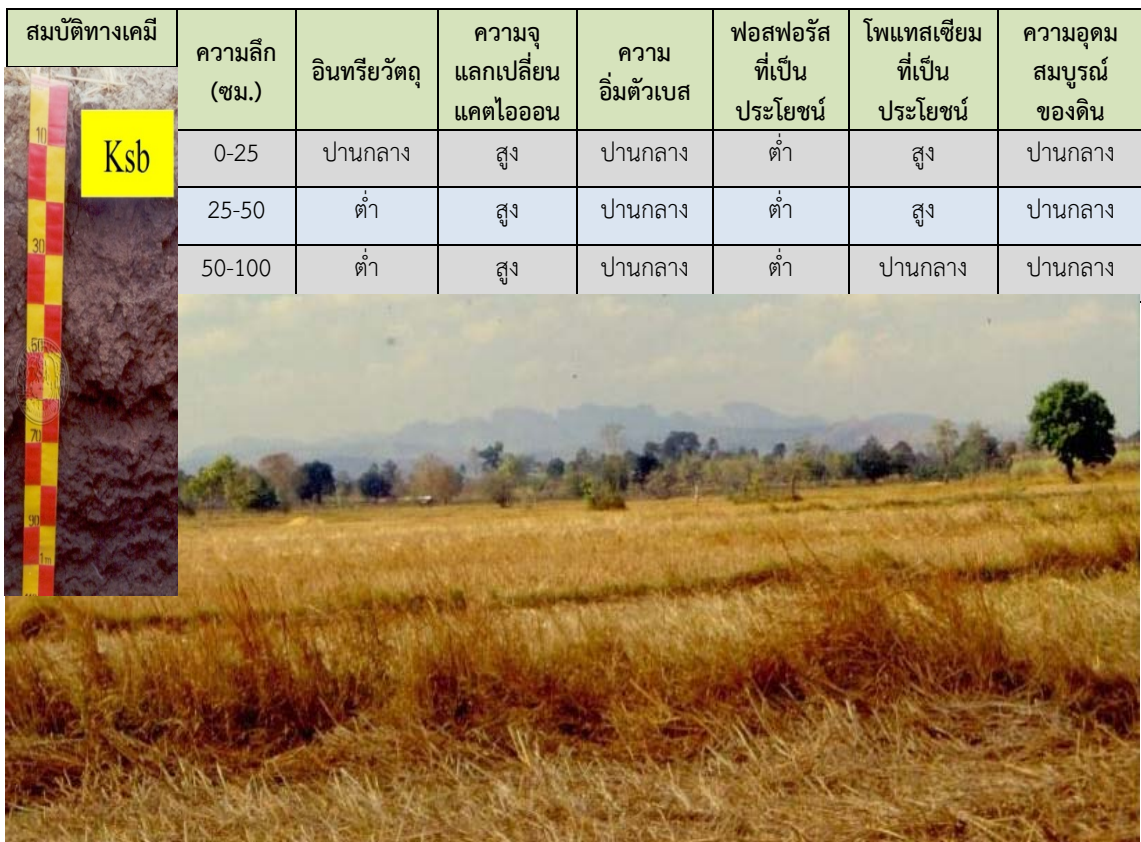 สมบัติทางเคมี
ความลึก
(ซม.)
อินทรียวัตถุ
ความจุ
แลกเปลี่ยน
แคตไอออน
ความ
อิ่มตัวเบส
ฟอสฟอรัส
ที่เป็น
ประโยชน์
โพแทสเซียม
ที่เป็น
ประโยชน์
ความอุดม
สมบูรณ์
ของดิน
Ksb
0-25 ปานกลาง สูง ปานกลาง ต่ำ สูง ปานกลาง
25-50 ต่ำ สูง ปานกลาง ต่ำ สูง ปานกลาง
50-100 ต่ำ สูง ปานกลาง ต่ำ ปานกลาง ปานกลาง
10
30
50
70
90
1m